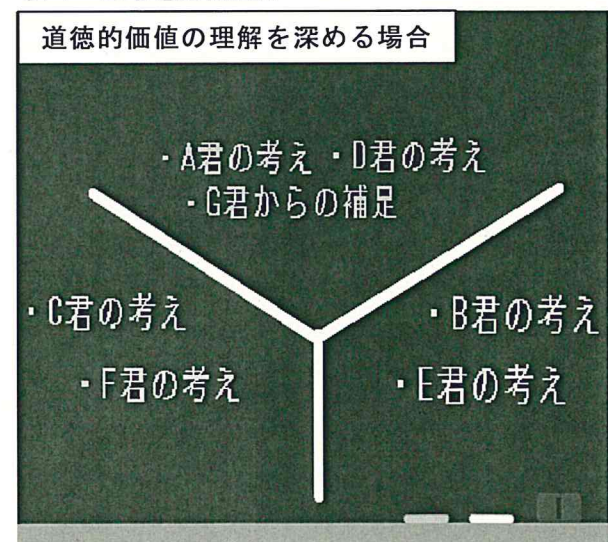 道徳的価値の理解を深める場合
・A君の考え ・D君の考え
・G君からの補足
・C君の考え
・B君の考え
・F君の考え
・E君の考え